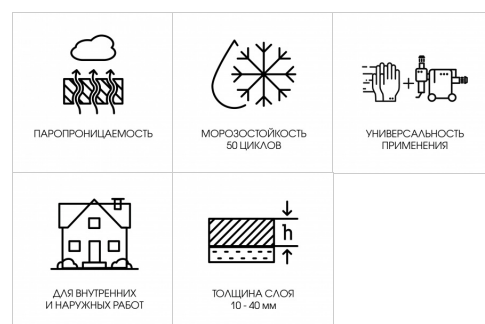 ПАРОПРОНИЦАЕМОСТЬ
МОРОЗОСТОЙКОСТЬ
50 ЦИКЛОВ
УНИВЕРСАЛЬНОСТЬ
ПРИМЕНЕНИЯ
ДЛЯ ВНУТРЕННИХ
И НАРУЖНЫХ РАБОТ
h
ТОЛЩИНА СЛОЯ
10 - 40 мм